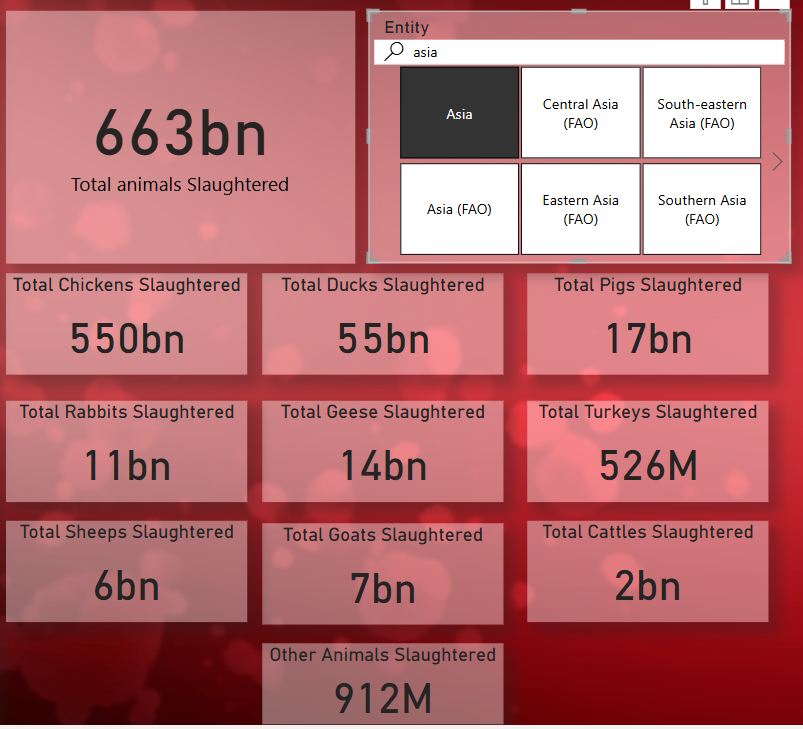 663bn
Total animals Slaughtered
Entity
asia
Asia
Central Asia
(FAO)
South-eastern
Asia (FAO)
Asia (FAO)
Eastern Asia
(FAO)
Southern Asia
(FAO)
Total Chickens Slaughtered
550bn
Total Ducks Slaughtered
55bn
Total Pigs Slaughtered
17bn
Total Rabbits Slaughtered
11bn
Total Geese Slaughtered
14bn
Total Turkeys Slaughtered
526M
Total Sheeps Slaughtered
6bn
Total Goats Slaughtered
7bn
Total Cattles Slaughtered
2bn
Other Animals Slaughtered
912M